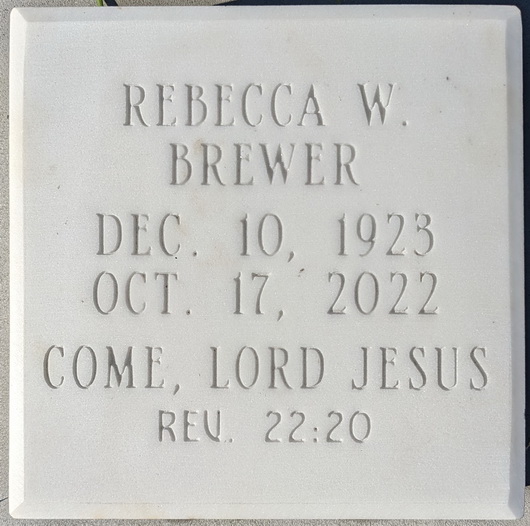 REBECCA W.
BREWER
DEC. 10, 1923
OCT. 17, 2022
COME, LORD JESUS
REV. 22:20